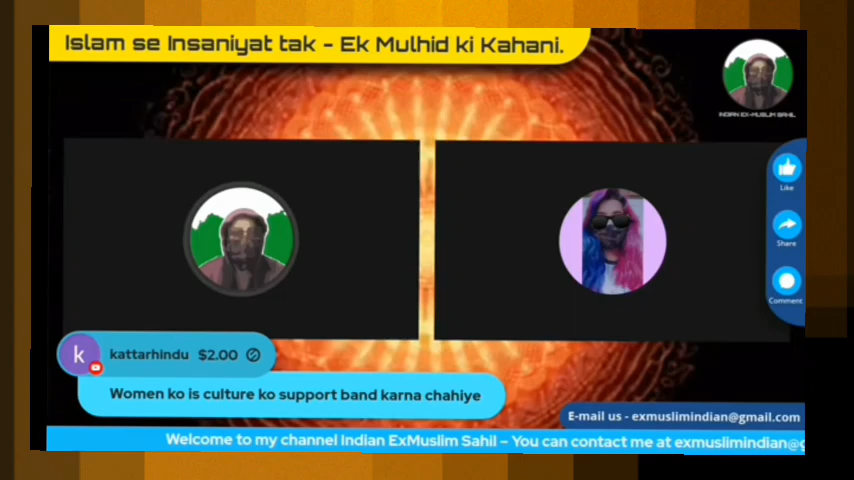 Islam se Insaniyat tak - Ek Mulhid ki Kahani.
INDIAN EX-MUSLIM SAHIL
Like
Share
Comment
k
kattarhindu $2.00
Women ko is culture ko support band karna chahiye
E-mail us - exmuslimindian@gmail.com
Welcome to my channel Indian ExMuslim Sahil – You can contact me at exmuslimindian@g